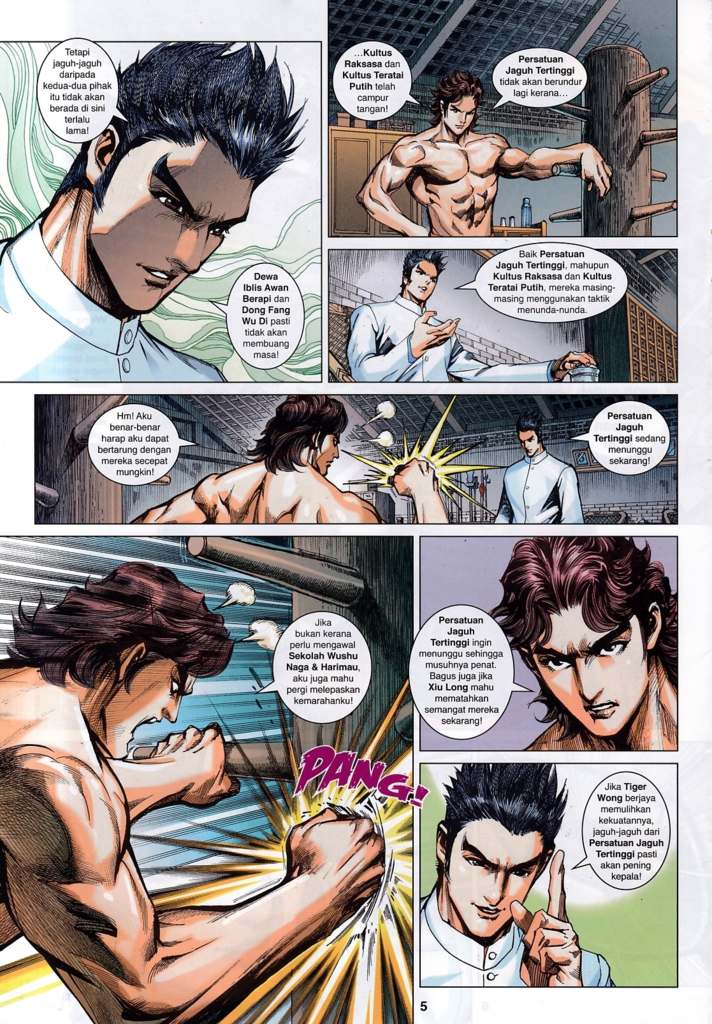 Tetapi
jaguh-jaguh
daripada
kedua-dua pihak
itu tidak akan
berada di sini
terlalu
lama!
Dewa
Iblis Awan
Berapi dan
Dong Fang
Wu Di pasti
tidak akan
membuang
masa!
...Kultus
Raksasa dan
Kultus Teratai
Putih telah
campur
tangan!
Persatuan
Jaguh Tertinggi
tidak akan berundur
lagi kerana...
Baik Persatuan
Jaguh Tertinggi, mahupun
Kultus Raksasa dan Kultus
Teratai Putih, mereka masing-
masing menggunakan taktik
menunda-nunda.
Hm! Aku
benar-benar
harap aku dapat
bertarung dengan
mereka secepat
mungkin!
Persatuan
Jaguh
Tertinggi sedang
menunggu
sekarang!
Jika
bukan kerana
perlu mengawal
Sekolah Wushu
Naga & Harimau,
aku juga mahu
pergi melepaskan
kemarahanku!
PANG!
Persatuan
Jaguh
Tertinggi ingin
menunggu sehingga
musuhnya penat.
Bagus juga jika
Xiu Long mahu
mematahkan
semangat mereka
sekarang!
Jika Tiger
Wong berjaya
memulihkan
kekuatannya,
jaguh-jaguh dari
Persatuan Jaguh
Tertinggi pasti
akan pening
kepala!
5